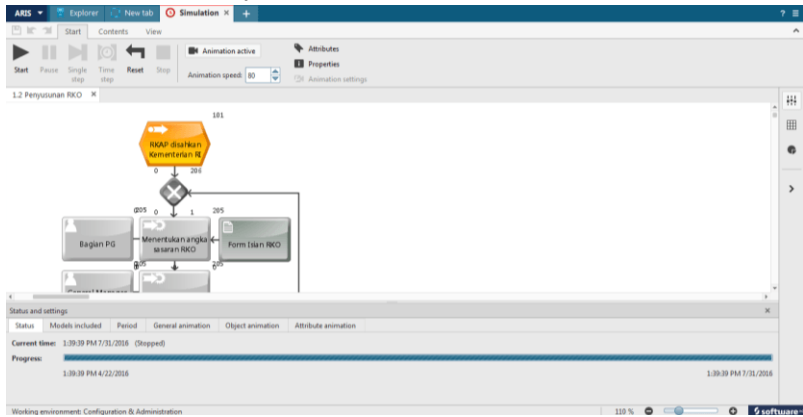 ARIS Explorer New tab Simulation × + ?
Start Contents View
Start Pause Single step Time step Reset Stop
Animation active
Animation speed: 80
Attributes
Properties
Animation settings
1.2 Penyusunan RKO ×
101
RKAP disahkan
Kementerian RI
0 206
0 1 205
Bagian PG
Menentukan angka
sasaran RKO
Form Isian RKO
General Manager
Status and settings ×
Status Models included Period General animation Object animation Attribute animation
Current time: 1:39:39 PM 7/31/2016 (Stopped)
Progress:
1:39:39 PM 4/22/2016 1:39:39 PM 7/31/2016
Working environment: Configuration & Administration 110 % software